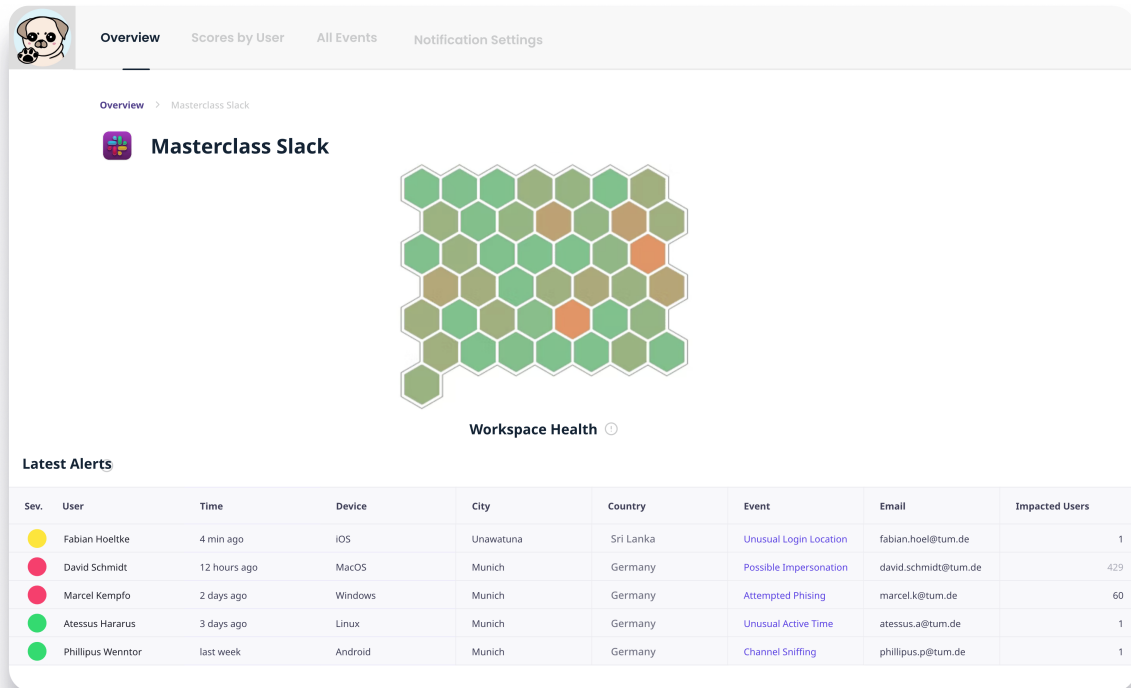 Overview Scores by User All Events Notification Settings
Overview > Masterclass Slack
Masterclass Slack
Workspace Health
Latest Alerts
Sev. User Time Device City Country Event Email Impacted Users
Fabian Hoeltke 4 min ago iOS Unawatuna Sri Lanka Unusual Login Location fabian.hoel@tum.de 1
David Schmidt 12 hours ago MacOS Munich Germany Possible Impersonation david.schmidt@tum.de 429
Marcel Kempfo 2 days ago Windows Munich Germany Attempted Phising marcel.k@tum.de 60
Atessus Hararus 3 days ago Linux Munich Germany Unusual Active Time atessus.a@tum.de 1
Phillipus Wenntor last week Android Munich Germany Channel Sniffing phillipus.p@tum.de 1